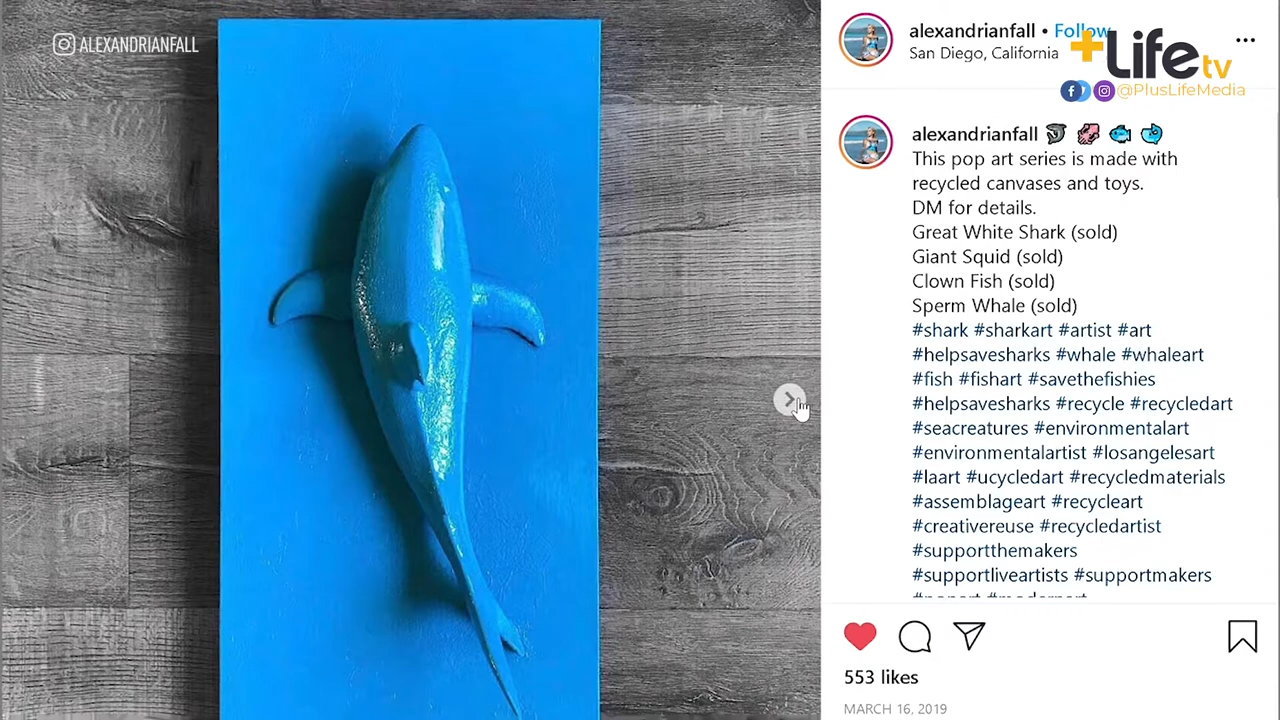 ALEXANDRIANFALL
alexandrianfall • Follow
San Diego, California
+Life tv
@PlusLifeMedia
alexandrianfall
This pop art series is made with
recycled canvases and toys.
DM for details.
Great White Shark (sold)
Giant Squid (sold)
Clown Fish (sold)
Sperm Whale (sold)
#shark #sharkart #artist #art
#helpsavesharks #whale #whaleart
#fish #fishart #savethefishies
#helpsavesharks #recycle #recycledart
#seacreatures #environmentalart
#environmentalartist #losangelesart
#laart #ucycledart #recycledmaterials
#assemblageart #recycleart
#creativereuse #recycledartist
#supportthemakers
#supportliveartists #supportmakers
553 likes
MARCH 16, 2019